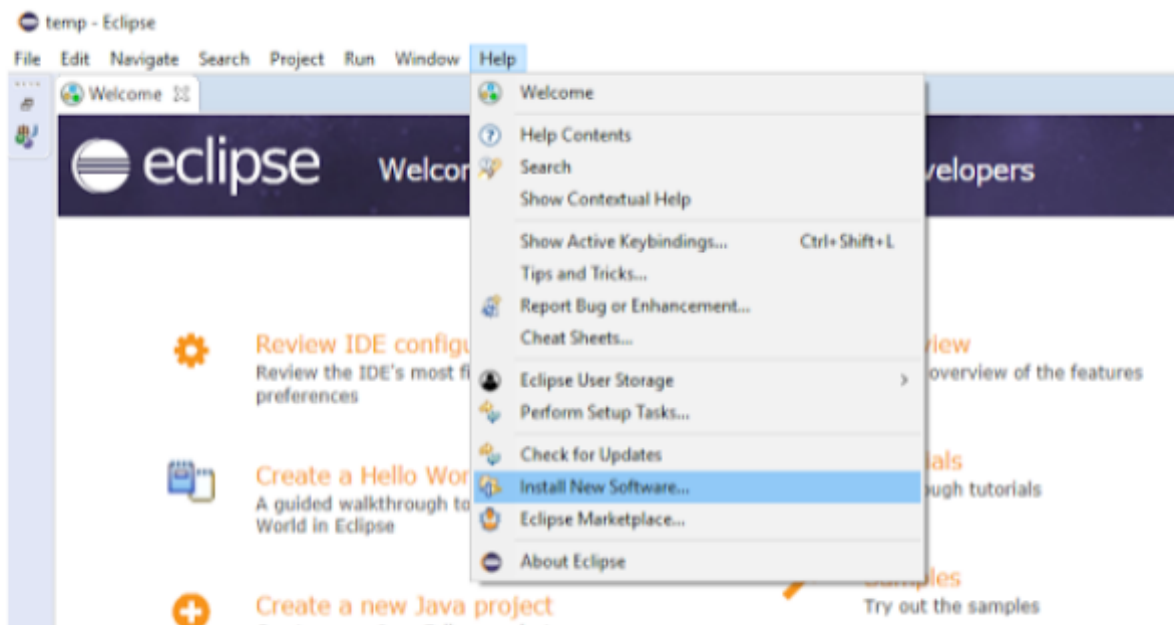 temp - Eclipse
File Edit Navigate Search Project Run Window Help
Welcome
Welcome
Help Contents
Search
Show Contextual Help
Show Active Keybindings... Ctrl+Shift+L
Tips and Tricks...
Report Bug or Enhancement...
Cheat Sheets...
Eclipse User Storage
Perform Setup Tasks...
Check for Updates
Install New Software...
Eclipse Marketplace...
About Eclipse
eclipse Welcor velopers
Review IDE configu
Review the IDE's most fi
preferences
Create a Hello Wor
A guided walkthrough to
World in Eclipse
Create a new Java project
view
overview of the features
ials
ough tutorials
Try out the samples